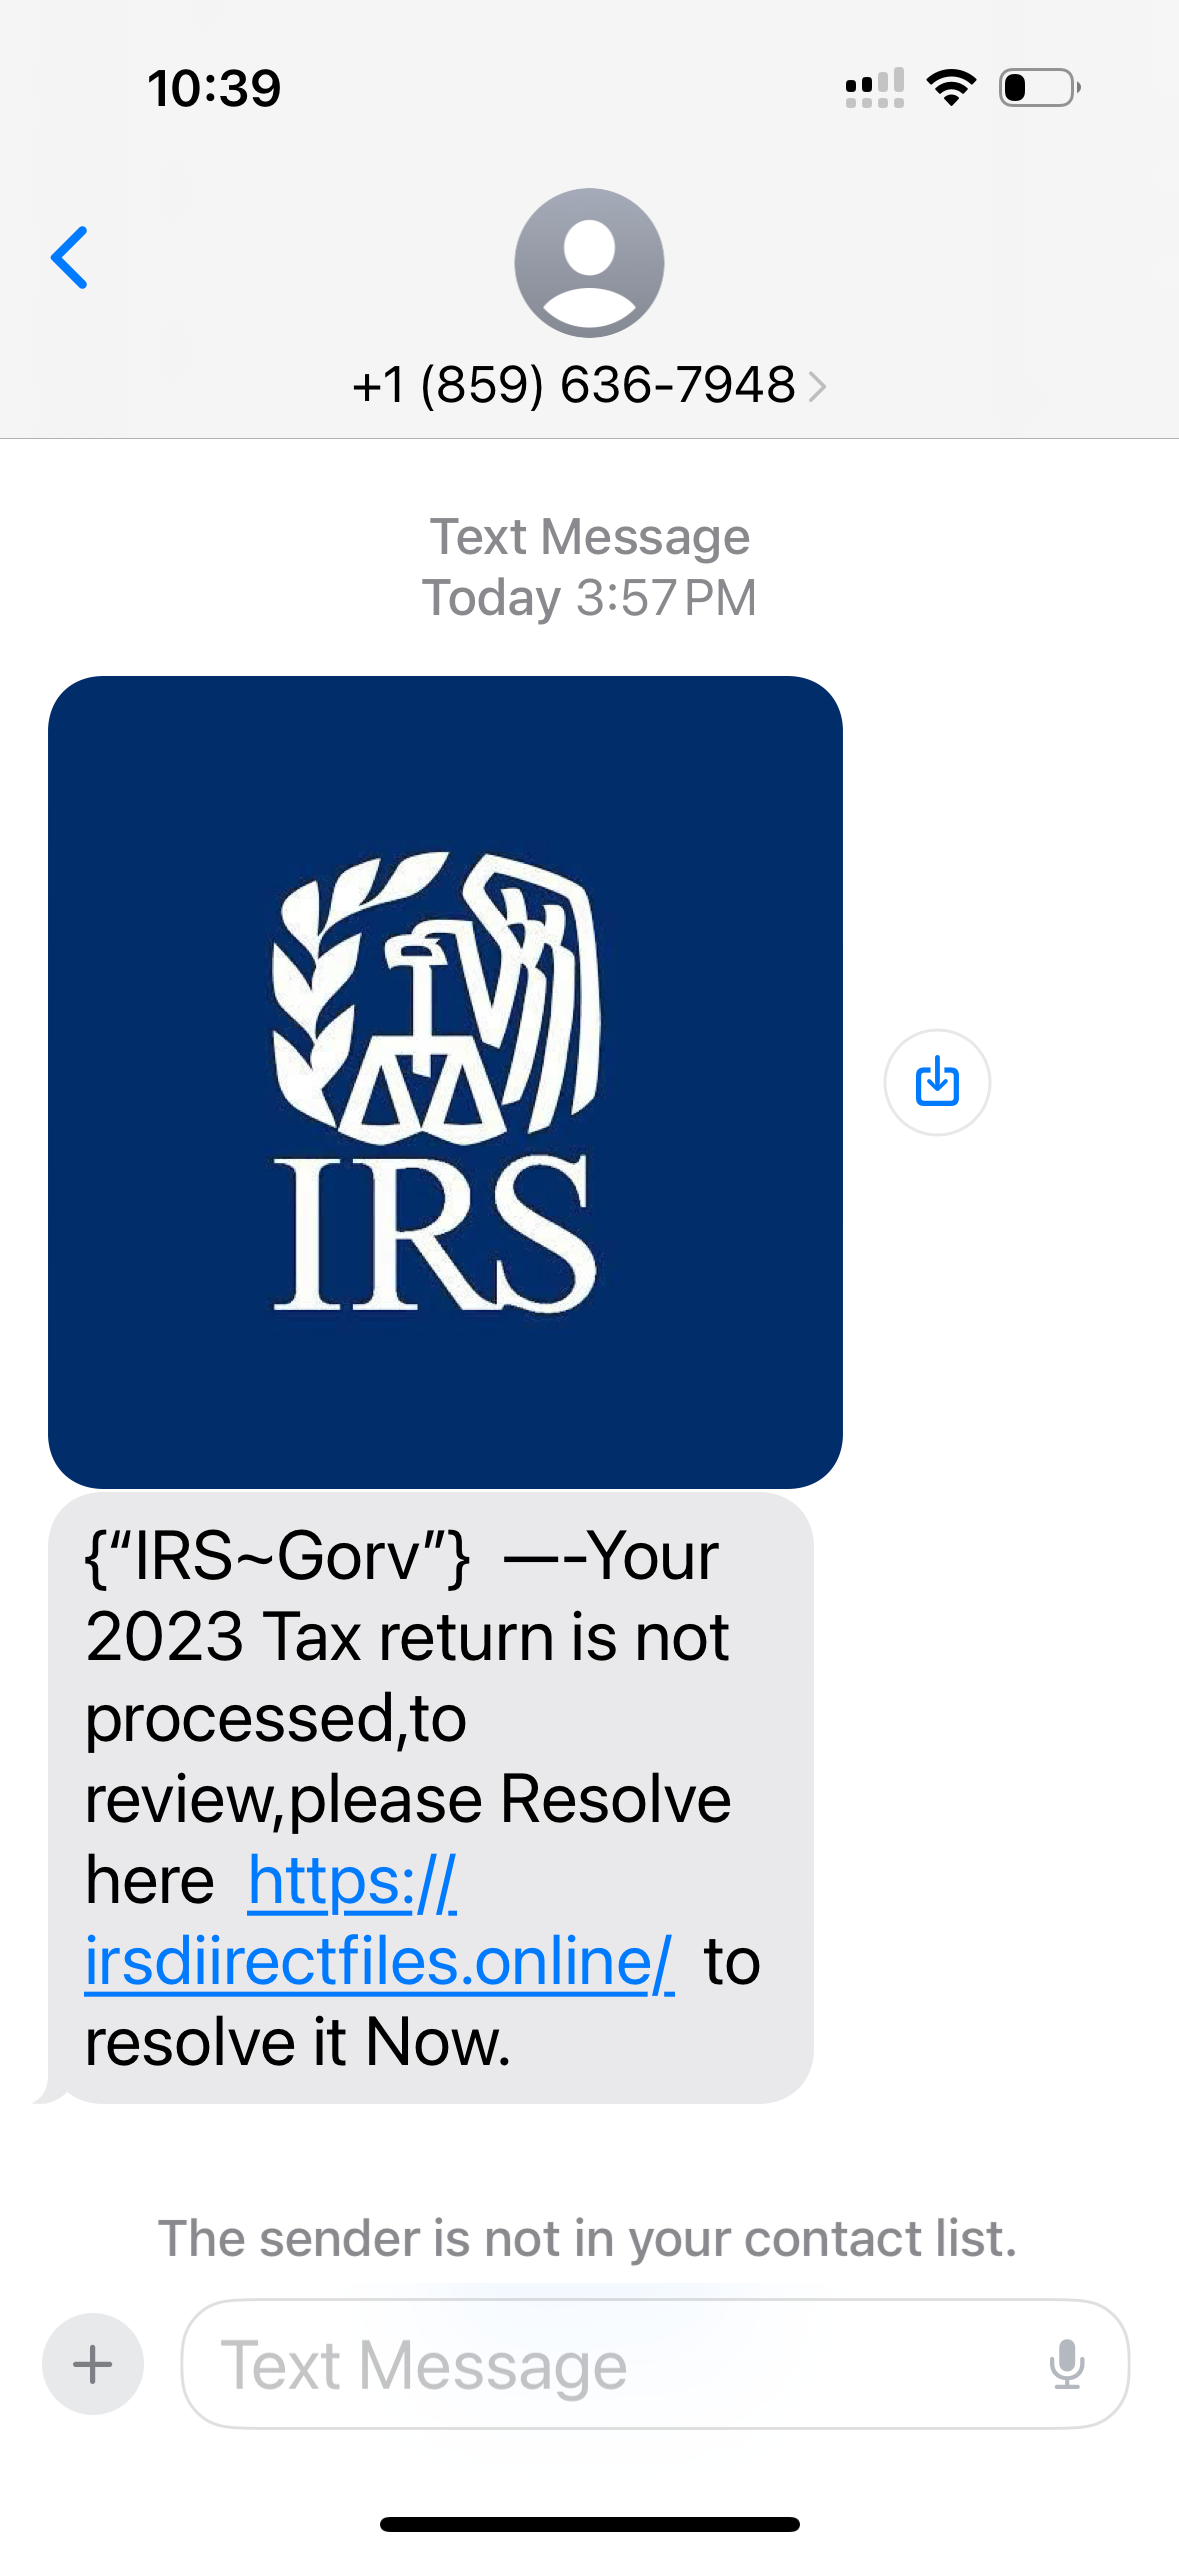 10:39
+1 (859) 636-7948
Text Message
Today 3:57 PM
IRS
{“IRS~Gorv”} —-Your
2023 Tax return is not
processed,to
review,please Resolve
here https://
irsdiirectfiles.online/ to
resolve it Now.
The sender is not in your contact list.
Text Message